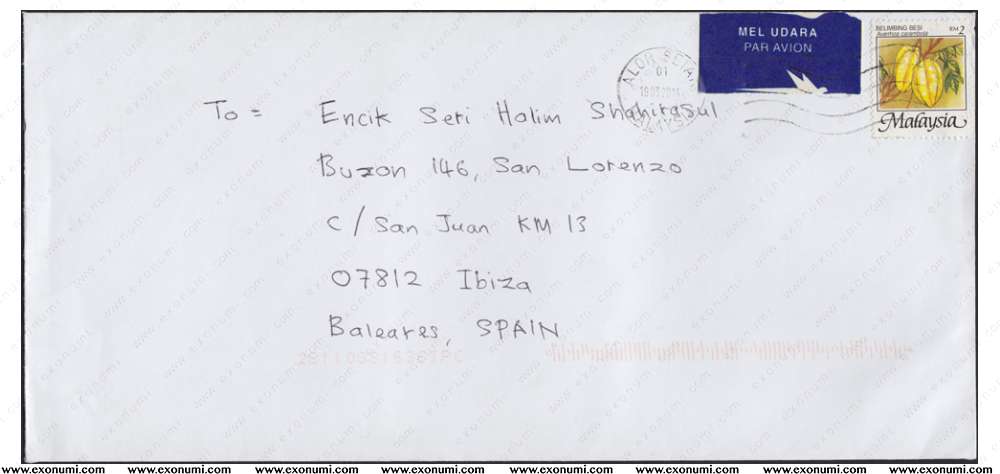 MEL UDARA
PAR AVION
BELIMBING BESI
Averrhoa carambola
RM 2
Malaysia
ALOR SETAR
01
To = Encik Seri Halim Shahirasul
Buzon 146, San Lorenzo
C/San Juan KM 13
07812 Ibiza
Baleares, SPAIN
www.exonumi.com www.exonumi.com www.exonumi.com www.exonumi.com www.exonumi.com www.exonumi.com www.exonumi.com www.exonumi.com